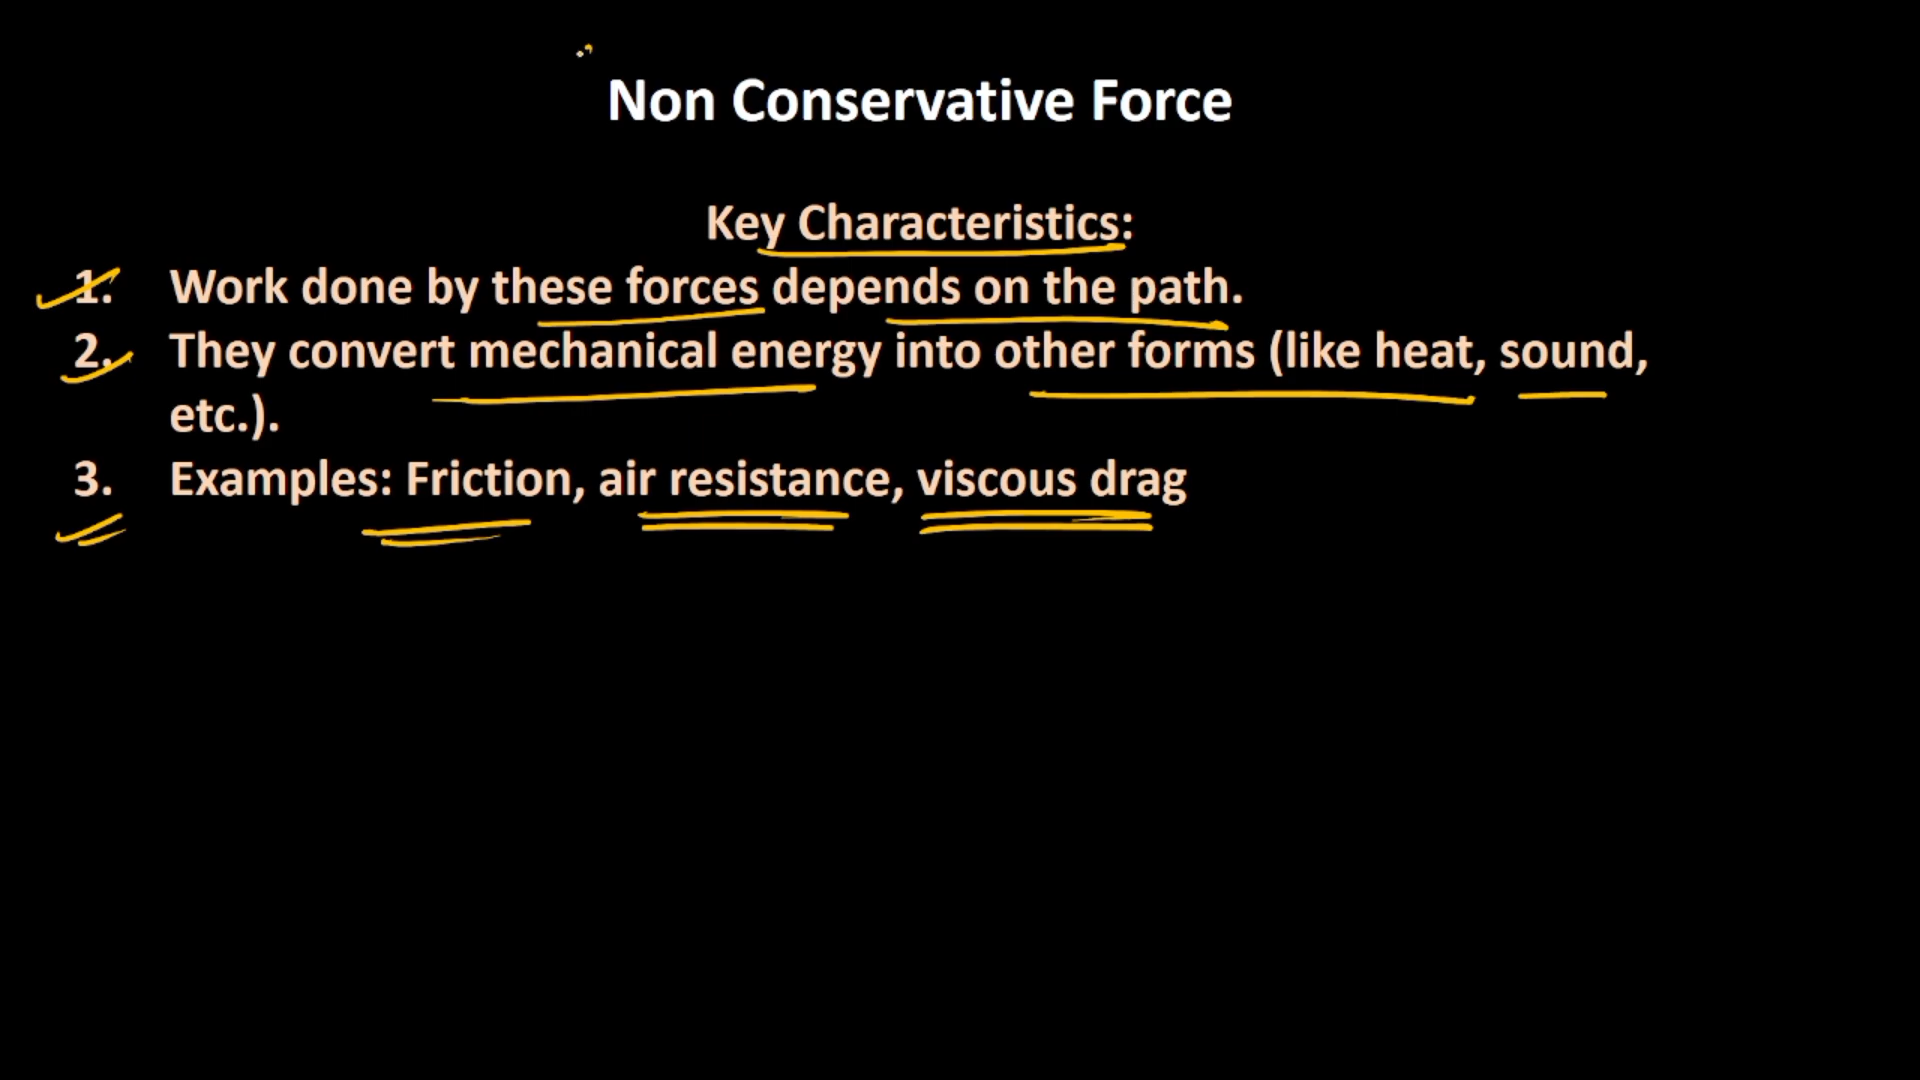 Non Conservative Force
Key Characteristics:
1. Work done by these forces depends on the path.
2. They convert mechanical energy into other forms (like heat, sound,
etc.).
3. Examples: Friction, air resistance, viscous drag